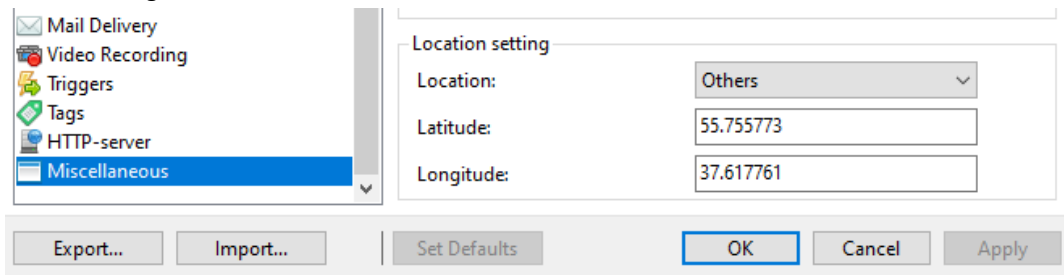 Mail Delivery
Video Recording
Triggers
Tags
HTTP-server
Miscellaneous
Location setting
Location: Others
Latitude: 55.755773
Longitude: 37.617761
Export... Import... Set Defaults OK Cancel Apply